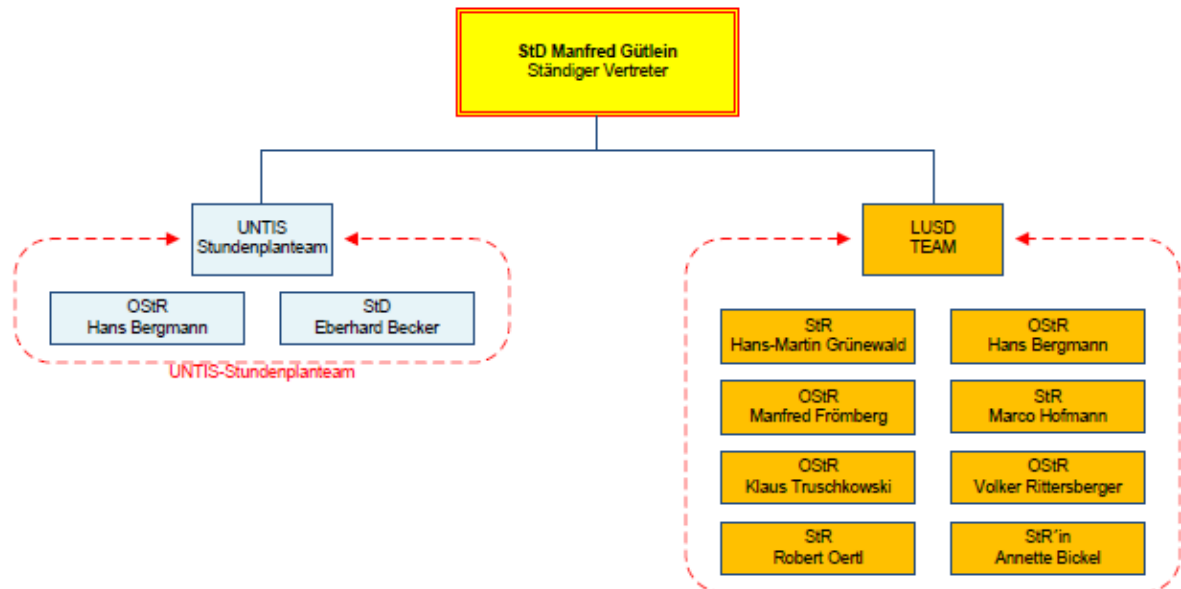 StD Manfred Gütlein
Ständiger Vertreter
UNTIS
Stundenplanteam
OStR
Hans Bergmann
StD
Eberhard Becker
UNTIS-Stundenplanteam
LUSD
TEAM
StR
Hans-Martin Grünewald
OStR
Hans Bergmann
OStR
Manfred Frömberg
StR
Marco Hofmann
OStR
Klaus Truschkowski
OStR
Volker Rittersberger
StR
Robert Oertl
StR´in
Annette Bickel